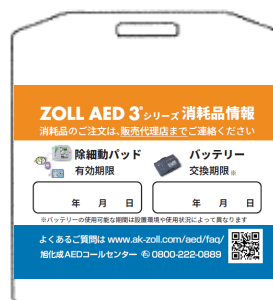 ZOLL AED 3®シリーズ 消耗品情報
消耗品のご注文は、販売代理店までご連絡ください
除細動パッド
有効期限
年 月 日
バッテリー
交換期限※
年 月 日
※バッテリーの使用可能な期間は設置環境や使用状況によって異なります
よくあるご質問は www.ak-zoll.com/aed/faq/
旭化成AEDコールセンター 0800-222-0889